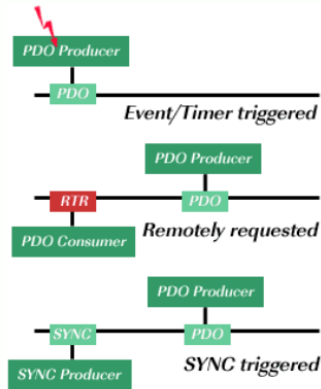 PDO Producer
PDO
Event/Timer triggered
PDO Producer
RTR
PDO
PDO Consumer
Remotely requested
PDO Producer
SYNC
PDO
SYNC Producer
SYNC triggered